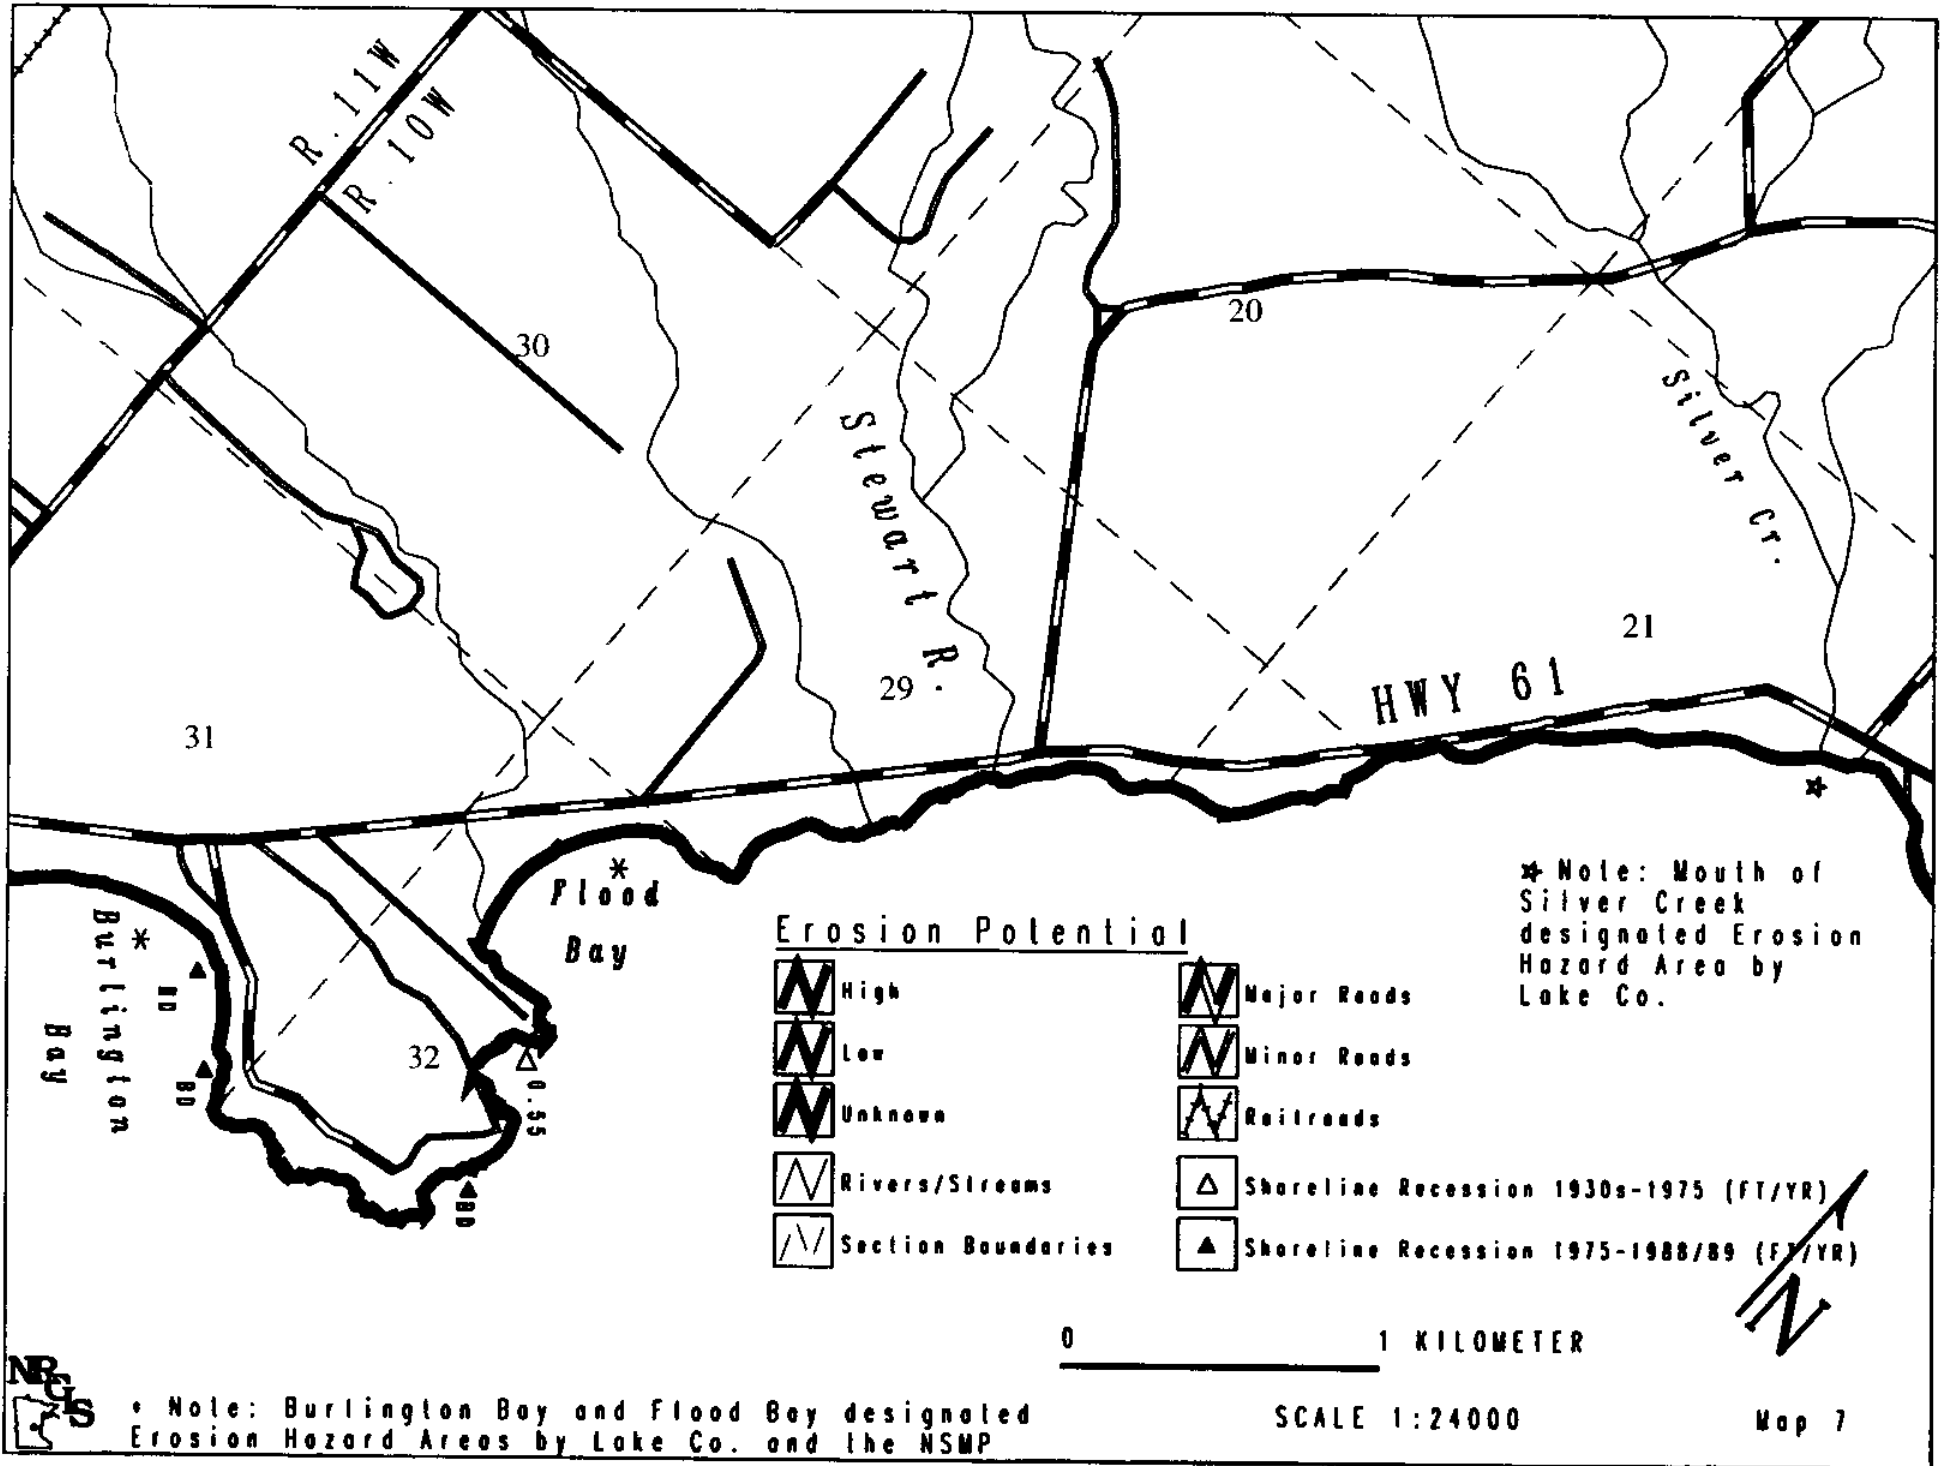 R.11W
R.10W
30
20
Silver Cr.
Stewart R.
29
21
31
HWY 61
Flood
Bay
Burlington
Bay
BD
BD
32
0.55
BD
* Note: Mouth of
Silver Creek
designated Erosion
Hazard Area by
Lake Co.
Erosion Potential
High
Low
Unknown
Rivers/Streams
Section Boundaries
Major Roads
Minor Roads
Railroads
Shoreline Recession 1930s-1975 (FT/YR)
Shoreline Recession 1975-1988/89 (FT/YR)
N
0 1 KILOMETER
SCALE 1:24000
Map 7
NRGIS
* Note: Burlington Bay and Flood Bay designated
Erosion Hazard Areas by Lake Co. and the NSMP